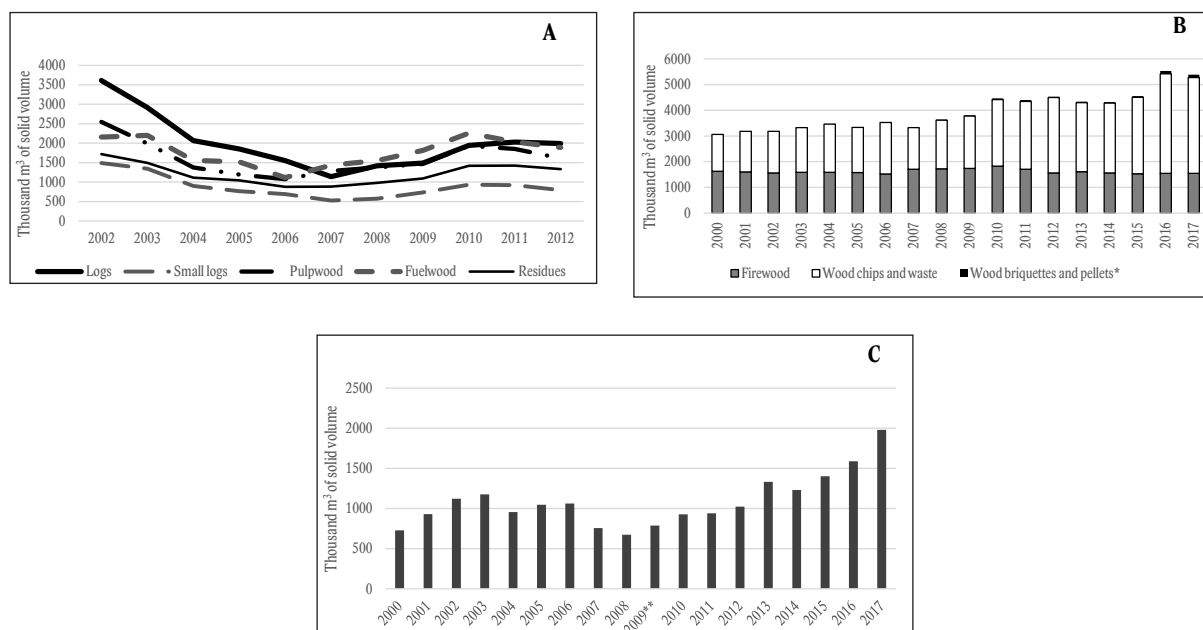 A
Thousand m³ of solid volume
4000
3500
3000
2500
2000
1500
1000
500
0
2002 2003 2004 2005 2006 2007 2008 2009 2010 2011 2012
Logs Small logs Pulpwood Fuelwood Residues
B
Thousand m³ of solid volume
6000
5000
4000
3000
2000
1000
0
2000 2001 2002 2003 2004 2005 2006 2007 2008 2009 2010 2011 2012 2013 2014 2015 2016 2017
Firewood Wood chips and waste Wood briquettes and pellets*
C
Thousand m³ of solid volume
2500
2000
1500
1000
500
0
2000 2001 2002 2003 2004 2005 2006 2007 2008 2009** 2010 2011 2012 2013 2014 2015 2016 2017